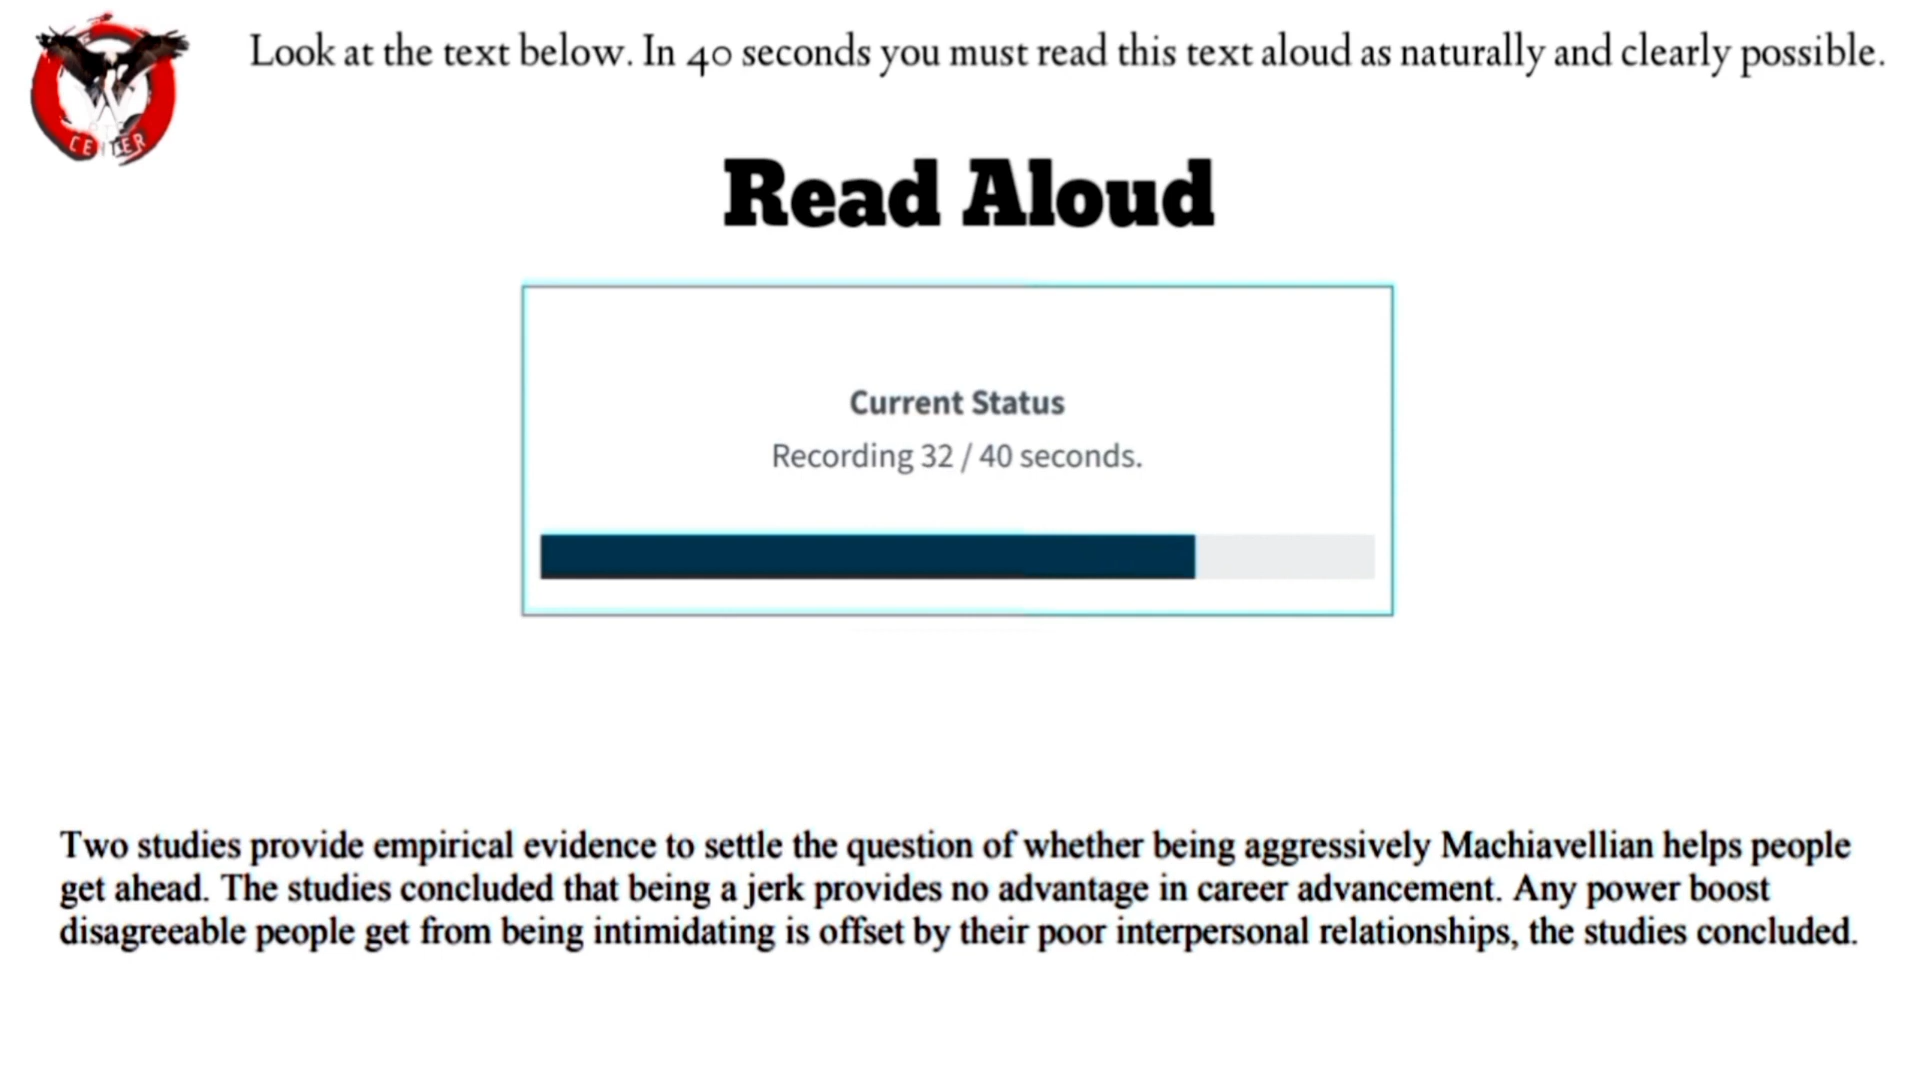 Look at the text below. In 40 seconds you must read this text aloud as naturally and clearly possible.
CENTER
Read Aloud
Current Status
Recording 32 / 40 seconds.
Two studies provide empirical evidence to settle the question of whether being aggressively Machiavellian helps people
get ahead. The studies concluded that being a jerk provides no advantage in career advancement. Any power boost
disagreeable people get from being intimidating is offset by their poor interpersonal relationships, the studies concluded.